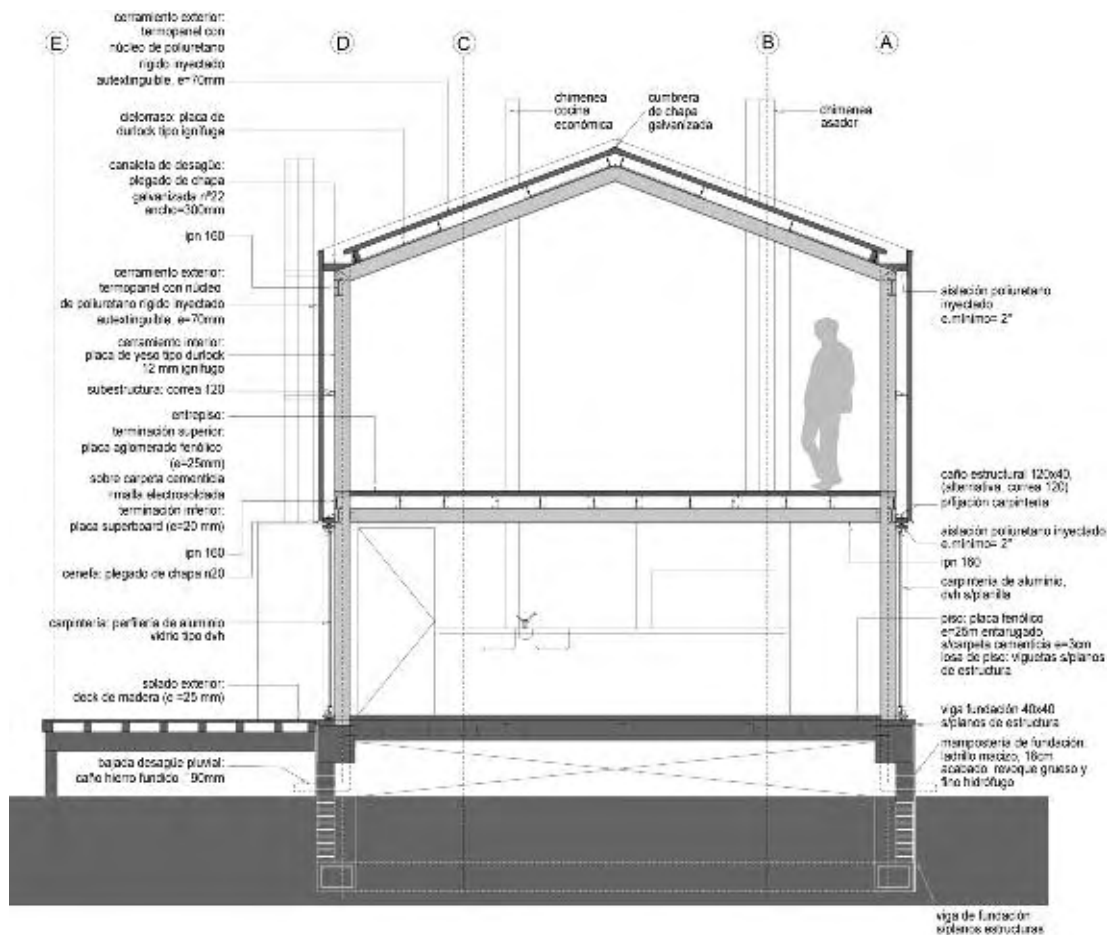 E
D
C
B
A
cerramiento exterior:
termopanel con
núcleo de poliuretano
rígido inyectado
autextinguible, e=70mm
cielorraso: placa de
durlock tipo ignífuga
canaleta de desagüe:
plegado de chapa
galvanizada nº22
ancho=300mm
ipn 160
cerramiento exterior:
termopanel con núcleo
de poliuretano rígido inyectado
autextinguible, e=70mm
cerramiento interior:
placa de yeso tipo durlock
12 mm ignífugo
subestructura: correa 120
entrepiso:
terminación superior:
placa aglomerado fenólico
(e=25mm)
sobre carpeta cementicia
malla electrosoldada
terminación inferior:
placa superboard (e=20 mm)
ipn 160
cenefa: plegado de chapa n20
carpintería: perfilería de aluminio
vidrio tipo dvh
solado exterior:
deck de madera (e =25 mm)
bajada desagüe pluvial:
caño hierro fundido 90mm
chimenea
cocina
económica
cumbrera
de chapa
galvanizada
chimenea
asador
aislación poliuretano
inyectado
e.mínimo= 2"
caño estructural 120x40,
(alternativa: correa 120)
p/fijación carpintería
aislación poliuretano inyectado
e.mínimo= 2"
ipn 160
carpintería de aluminio,
dvh s/planilla
piso: placa fenólico
e=25m entarugado
s/carpeta cementicia e=3cm
losa de piso: viguetas s/planos
de estructura
viga fundación 40x40
s/planos de estructura
mampostería de fundación:
ladrillo macizo, 16cm
acabado: revoque grueso y
fino hidrófugo
viga de fundación
s/planos estructuras